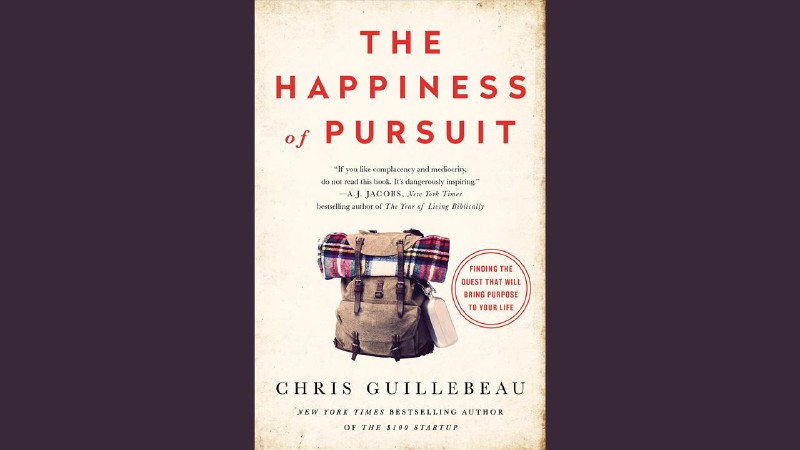 THE
HAPPINESS
of PURSUIT
“If you like complacency and mediocrity,
do not read this book. It's dangerously inspiring.”
—A.J. JACOBS, New York Times
bestselling author of The Year of Living Biblically
FINDING THE
QUEST THAT WILL
BRING PURPOSE
TO YOUR LIFE
CHRIS GUILLEBEAU
NEW YORK TIMES BESTSELLING AUTHOR
OF THE $100 STARTUP